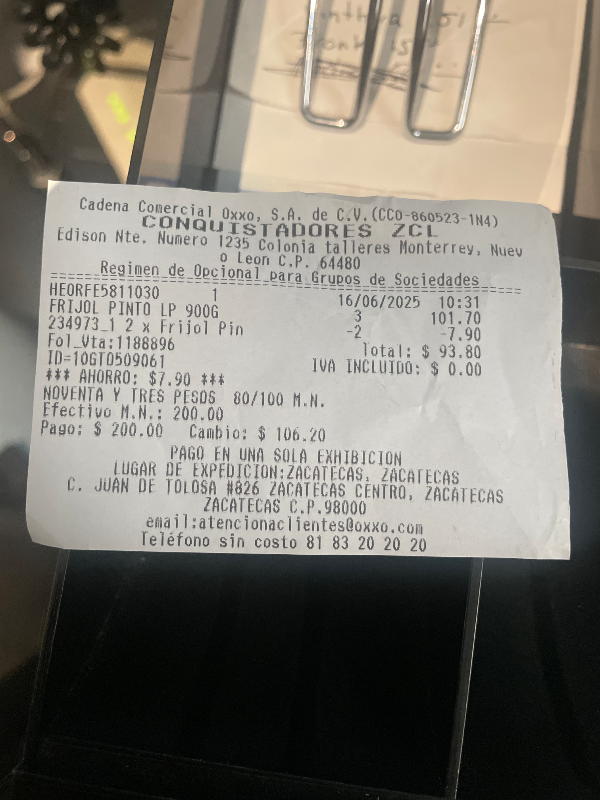 Cadena Comercial Oxxo, S.A. de C.V.(CCO-860523-1N4)
CONQUISTADORES ZCL
Edison Nte. Numero 1235 Colonia talleres Monterrey, Nuev
o Leon C.P. 64480
Regimen de Opcional para Grupos de Sociedades
HEORFE5811030 1 16/06/2025 10:31
FRIJOL PINTO LP 900G 3 101.70
234973_1 2 x Frijol Pin -2 -7.90
Fol_Vta:1188896 Total: $ 93.80
ID=10GT0509061 IVA INCLUIDO: $ 0.00
*** AHORRO: $7.90 ***
NOVENTA Y TRES PESOS 80/100 M.N.
Efectivo M.N.: 200.00
Pago: $ 200.00 Cambio: $ 106.20
PAGO EN UNA SOLA EXHIBICION
LUGAR DE EXPEDICION:ZACATECAS, ZACATECAS
C. JUAN DE TOLOSA #826 ZACATECAS CENTRO, ZACATECAS
ZACATECAS C.P.98000
email:atencionaclientes@oxxo.com
Teléfono sin costo 81 83 20 20 20